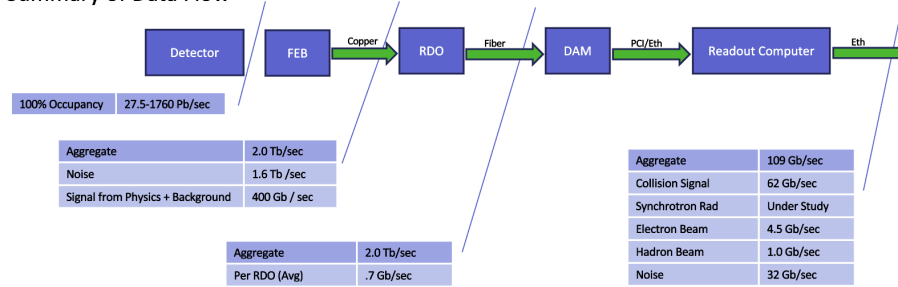 Summary of Data Flow
Detector
FEB
Copper
RDO
Fiber
DAM
PCI/Eth
Readout Computer
Eth
100% Occupancy 27.5-1760 Pb/sec
Aggregate 2.0 Tb/sec
Noise 1.6 Tb /sec
Signal from Physics + Background 400 Gb / sec
Aggregate 2.0 Tb/sec
Per RDO (Avg) .7 Gb/sec
Aggregate 109 Gb/sec
Collision Signal 62 Gb/sec
Synchrotron Rad Under Study
Electron Beam 4.5 Gb/sec
Hadron Beam 1.0 Gb/sec
Noise 32 Gb/sec